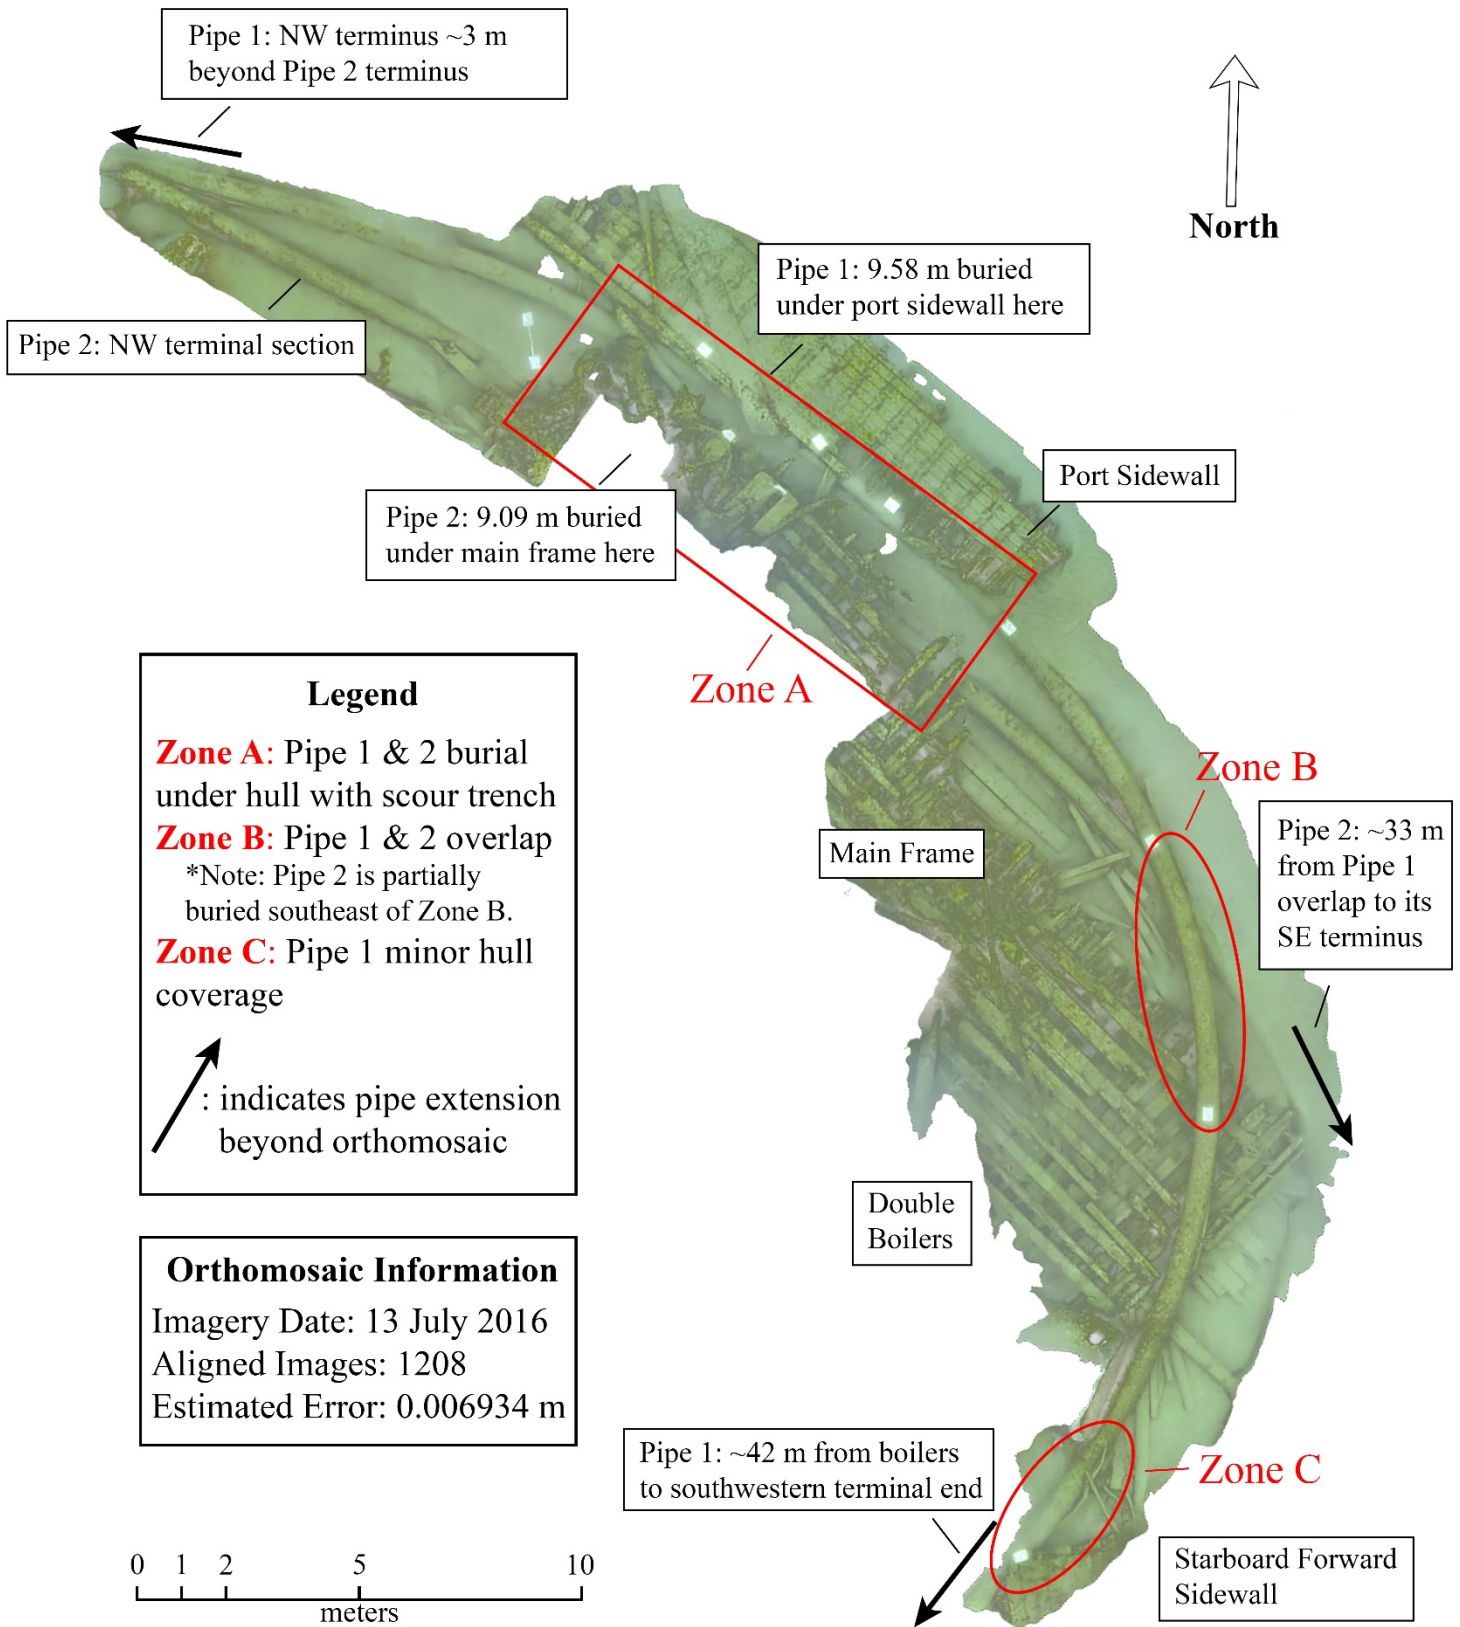 Pipe 1: NW terminus ~3 m
beyond Pipe 2 terminus
North
Pipe 1: 9.58 m buried
under port sidewall here
Pipe 2: NW terminal section
Port Sidewall
Pipe 2: 9.09 m buried
under main frame here
Zone A
Legend
Zone A: Pipe 1 & 2 burial
under hull with scour trench
Zone B: Pipe 1 & 2 overlap
*Note: Pipe 2 is partially
buried southeast of Zone B.
Zone C: Pipe 1 minor hull
coverage
: indicates pipe extension
beyond orthomosaic
Zone B
Main Frame
Pipe 2: ~33 m
from Pipe 1
overlap to its
SE terminus
Double
Boilers
Orthomosaic Information
Imagery Date: 13 July 2016
Aligned Images: 1208
Estimated Error: 0.006934 m
Pipe 1: ~42 m from boilers
to southwestern terminal end
Zone C
Starboard Forward
Sidewall
0 1 2 5 10
meters